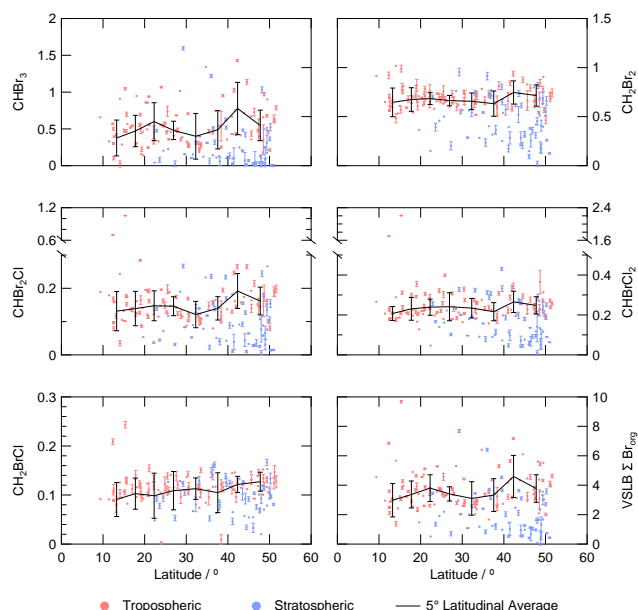 2
1.5
1
0.5
0
CHBr3
1.5
1
0.5
0
CH2Br2
1.2
0.6
0.2
0
CHBr2Cl
2.4
1.6
0.4
0.2
0
CHBrCl2
0.3
0.2
0.1
0
CH2BrCl
10
8
6
4
2
0
VSLB Σ Brorg
0 10 20 30 40 50 60
0 10 20 30 40 50 60
Latitude / º
Latitude / º
Tropospheric Stratospheric 5° Latitudinal Average